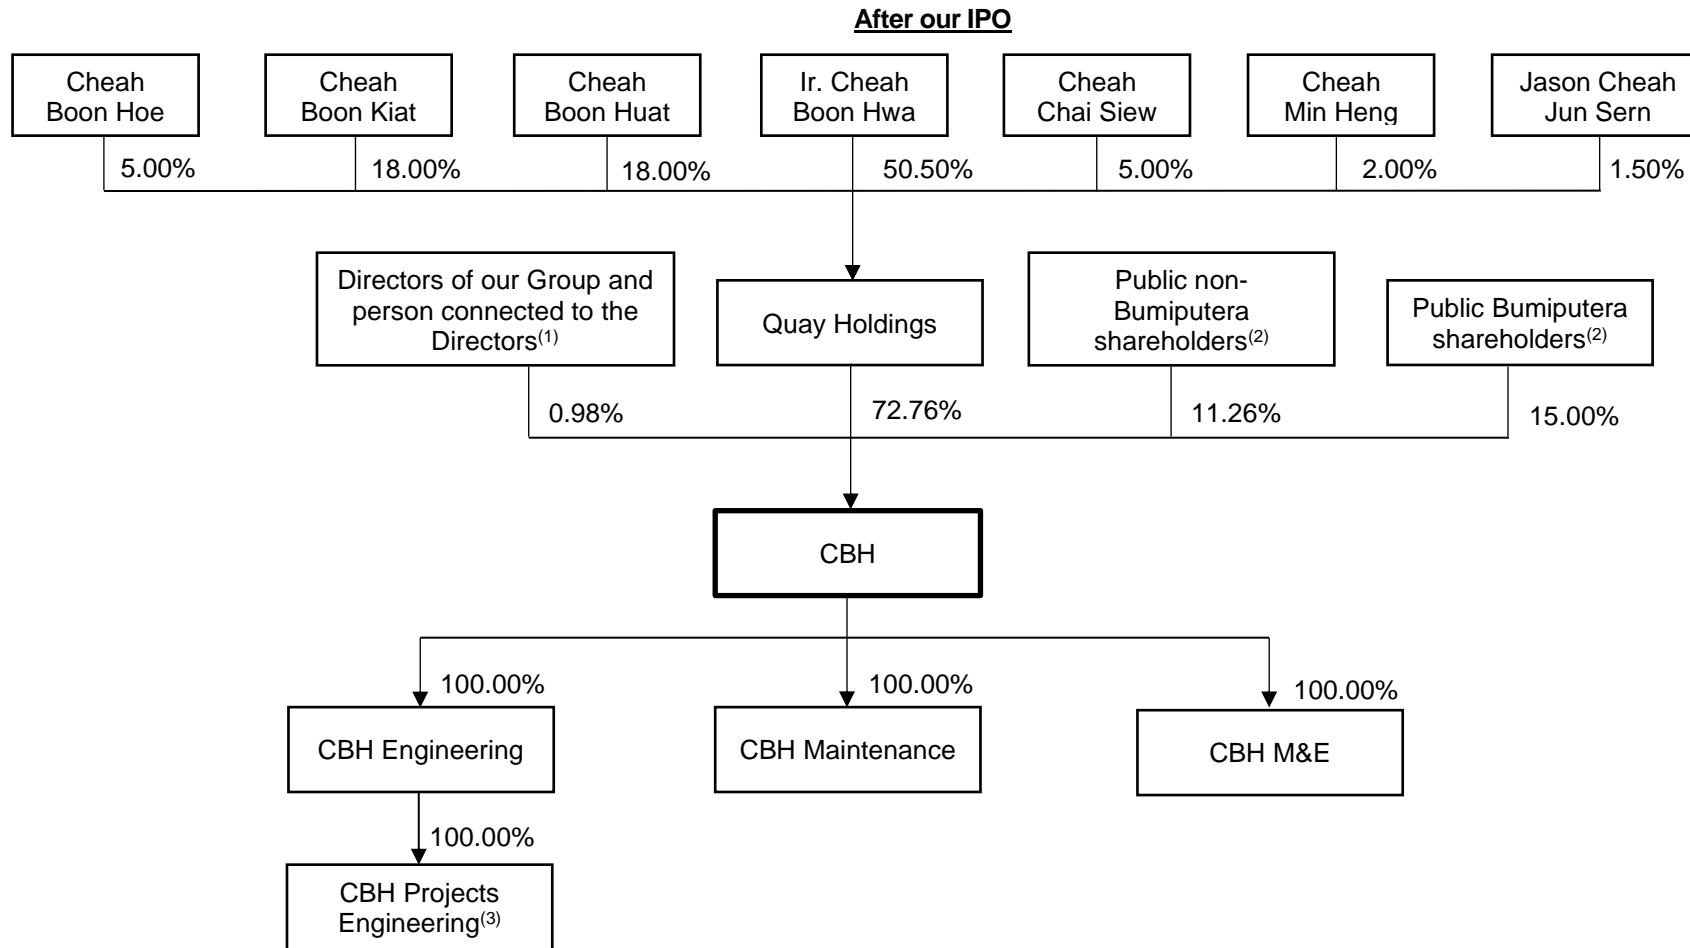 After our IPO
Cheah
Boon Hoe
Cheah
Boon Kiat
Cheah
Boon Huat
Ir. Cheah
Boon Hwa
Cheah
Chai Siew
Cheah
Min Heng
Jason Cheah
Jun Sern
5.00%
18.00%
18.00%
50.50%
5.00%
2.00%
1.50%
Directors of our Group and
person connected to the
Directors(1)
Quay Holdings
Public non-
Bumiputera
shareholders(2)
Public Bumiputera
shareholders(2)
0.98%
72.76%
11.26%
15.00%
CBH
100.00%
100.00%
100.00%
CBH Engineering
CBH Maintenance
CBH M&E
100.00%
CBH Projects
Engineering(3)